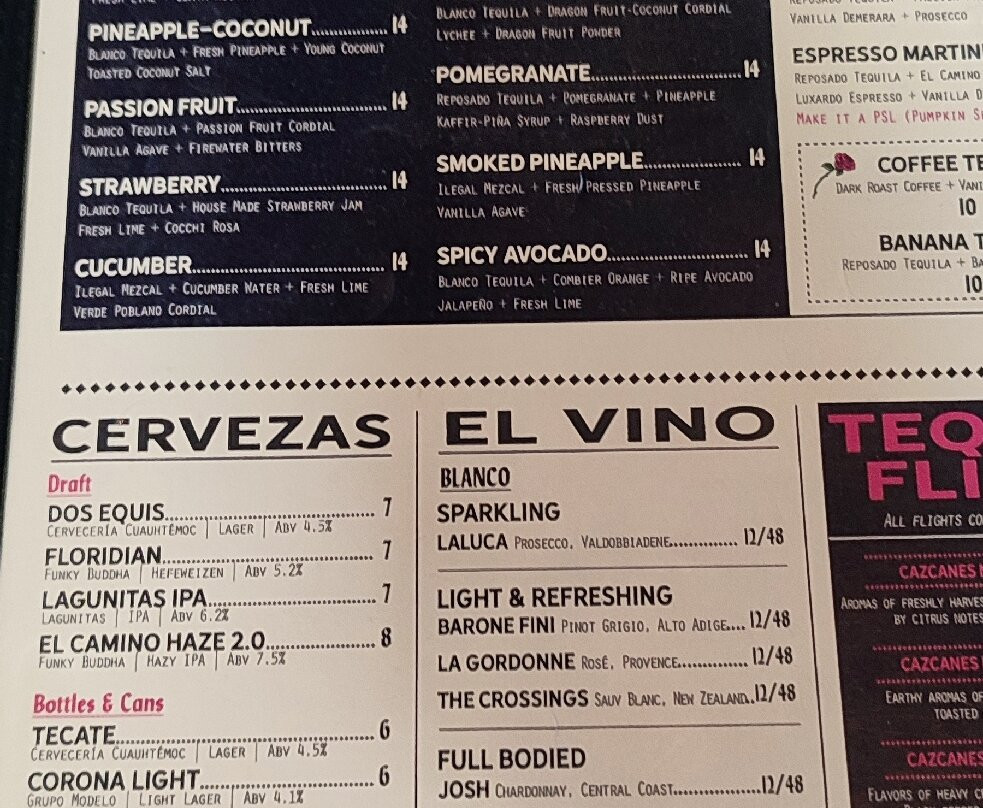 PINEAPPLE-COCONUT 14
BLANCO TEQUILA + FRESH PINEAPPLE + YOUNG COCONUT
TOASTED COCONUT SALT
PASSION FRUIT 14
BLANCO TEQUILA + PASSION FRUIT CORDIAL
VANILLA AGAVE + FIREWATER BITTERS
STRAWBERRY 14
BLANCO TEQUILA + HOUSE MADE STRAWBERRY JAM
FRESH LIME + COCCHI ROSA
CUCUMBER 14
ILEGAL MEZCAL + CUCUMBER WATER + FRESH LIME
VERDE POBLANO CORDIAL
BLANCO TEQUILA + DRAGON FRUIT-COCONUT CORDIAL
LYCHEE + DRAGON FRUIT POWDER
POMEGRANATE 14
REPOSADO TEQUILA + POMEGRANATE + PINEAPPLE
KAFFIR-PIÑA SYRUP + RASPBERRY DUST
SMOKED PINEAPPLE 14
ILEGAL MEZCAL + FRESH PRESSED PINEAPPLE
VANILLA AGAVE
SPICY AVOCADO 14
BLANCO TEQUILA + COMBIER ORANGE + RIPE AVOCADO
JALAPEÑO + FRESH LIME
VANILLA DEMERARA + PROSECCO
ESPRESSO MARTIN
REPOSADO TEQUILA + EL CAMINO
LUXARDO ESPRESSO + VANILLA D
MAKE IT A PSL (PUMPKIN S
COFFEE TE
DARK ROAST COFFEE + VANI
10
BANANA T
REPOSADO TEQUILA + BA
10
CERVEZAS
Draft
DOS EQUIS 7
CERVECERÍA CUAUHTÉMOC | LAGER | ABV 4.5%
FLORIDIAN 7
FUNKY BUDDHA | HEFEWEIZEN | ABV 5.2%
LAGUNITAS IPA 7
LAGUNITAS | IPA | ABV 6.2%
EL CAMINO HAZE 2.0 8
FUNKY BUDDHA | HAZY IPA | ABV 7.5%
Bottles & Cans
TECATE 6
CERVECERÍA CUAUHTÉMOC | LAGER | ABV 4.5%
CORONA LIGHT 6
GRUPO MODELO | LIGHT LAGER | ABV 4.1%
EL VINO
BLANCO
SPARKLING
LALUCA PROSECCO, VALDOBBIADENE 12/48
LIGHT & REFRESHING
BARONE FINI PINOT GRIGIO, ALTO ADIGE 12/48
LA GORDONNE ROSÉ, PROVENCE 12/48
THE CROSSINGS SAUV BLANC, NEW ZEALAND 12/48
FULL BODIED
JOSH CHARDONNAY, CENTRAL COAST 12/48
TEQ
FLI
ALL FLIGHTS CO
CAZCANES
AROMAS OF FRESHLY HARVES
BY CITRUS NOTES
CAZCANES
EARTHY AROMAS OF
TOASTED
CAZCANES
FLAVORS OF HEAVY C